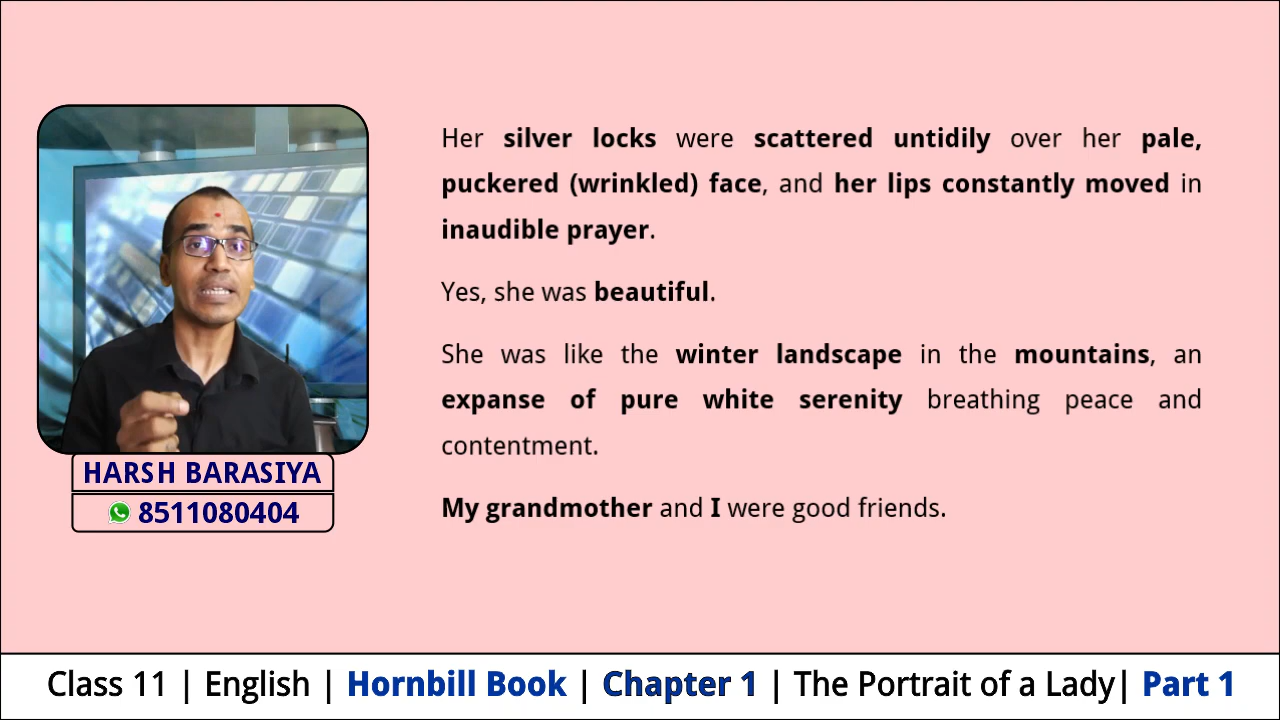 Her silver locks were scattered untidily over her pale,
puckered (wrinkled) face, and her lips constantly moved in
inaudible prayer.
Yes, she was beautiful.
She was like the winter landscape in the mountains, an
expanse of pure white serenity breathing peace and
contentment.
My grandmother and I were good friends.
HARSH BARASIYA
8511080404
Class 11 | English | Hornbill Book | Chapter 1 | The Portrait of a Lady| Part 1